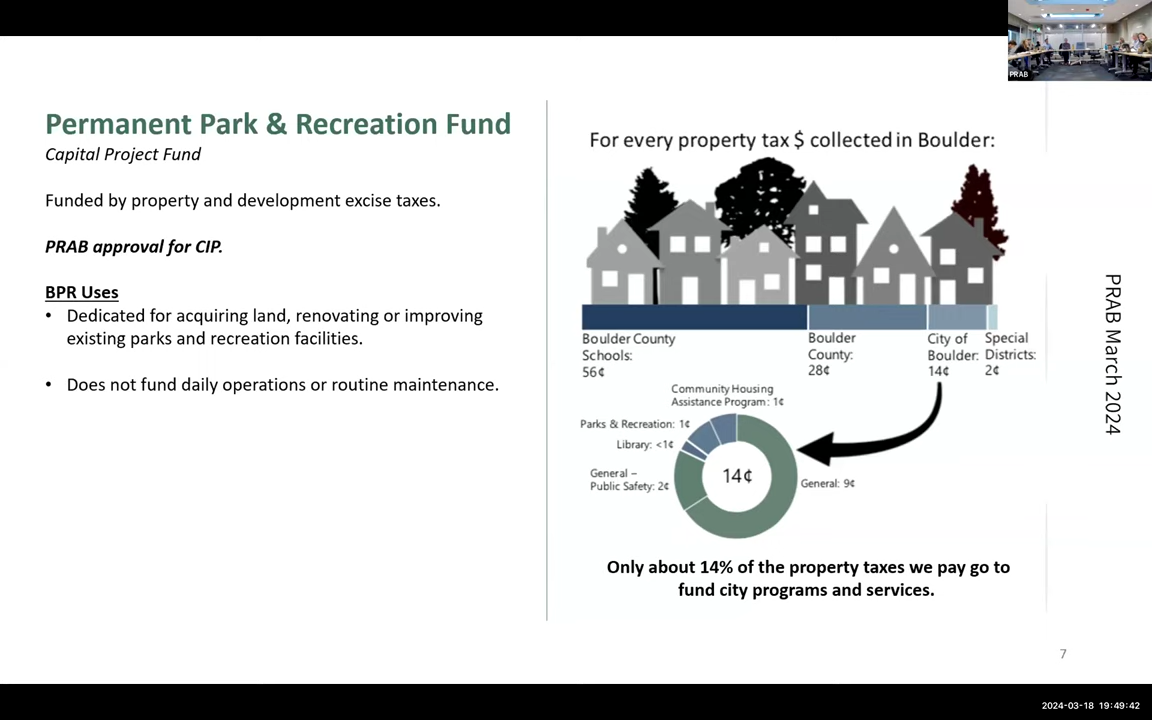 PRAB
Permanent Park & Recreation Fund
Capital Project Fund
Funded by property and development excise taxes.
PRAB approval for CIP.
BPR Uses
• Dedicated for acquiring land, renovating or improving
existing parks and recreation facilities.
• Does not fund daily operations or routine maintenance.
For every property tax $ collected in Boulder:
Boulder County
Schools:
56¢
Boulder
County:
28¢
City of
Boulder:
14¢
Special
Districts:
2¢
Community Housing
Assistance Program: 1¢
Parks & Recreation: 1¢
Library: <1¢
General –
Public Safety: 2¢
14¢
General: 9¢
Only about 14% of the property taxes we pay go to
fund city programs and services.
PRAB March 2024
7
2024-03-18 19:49:42